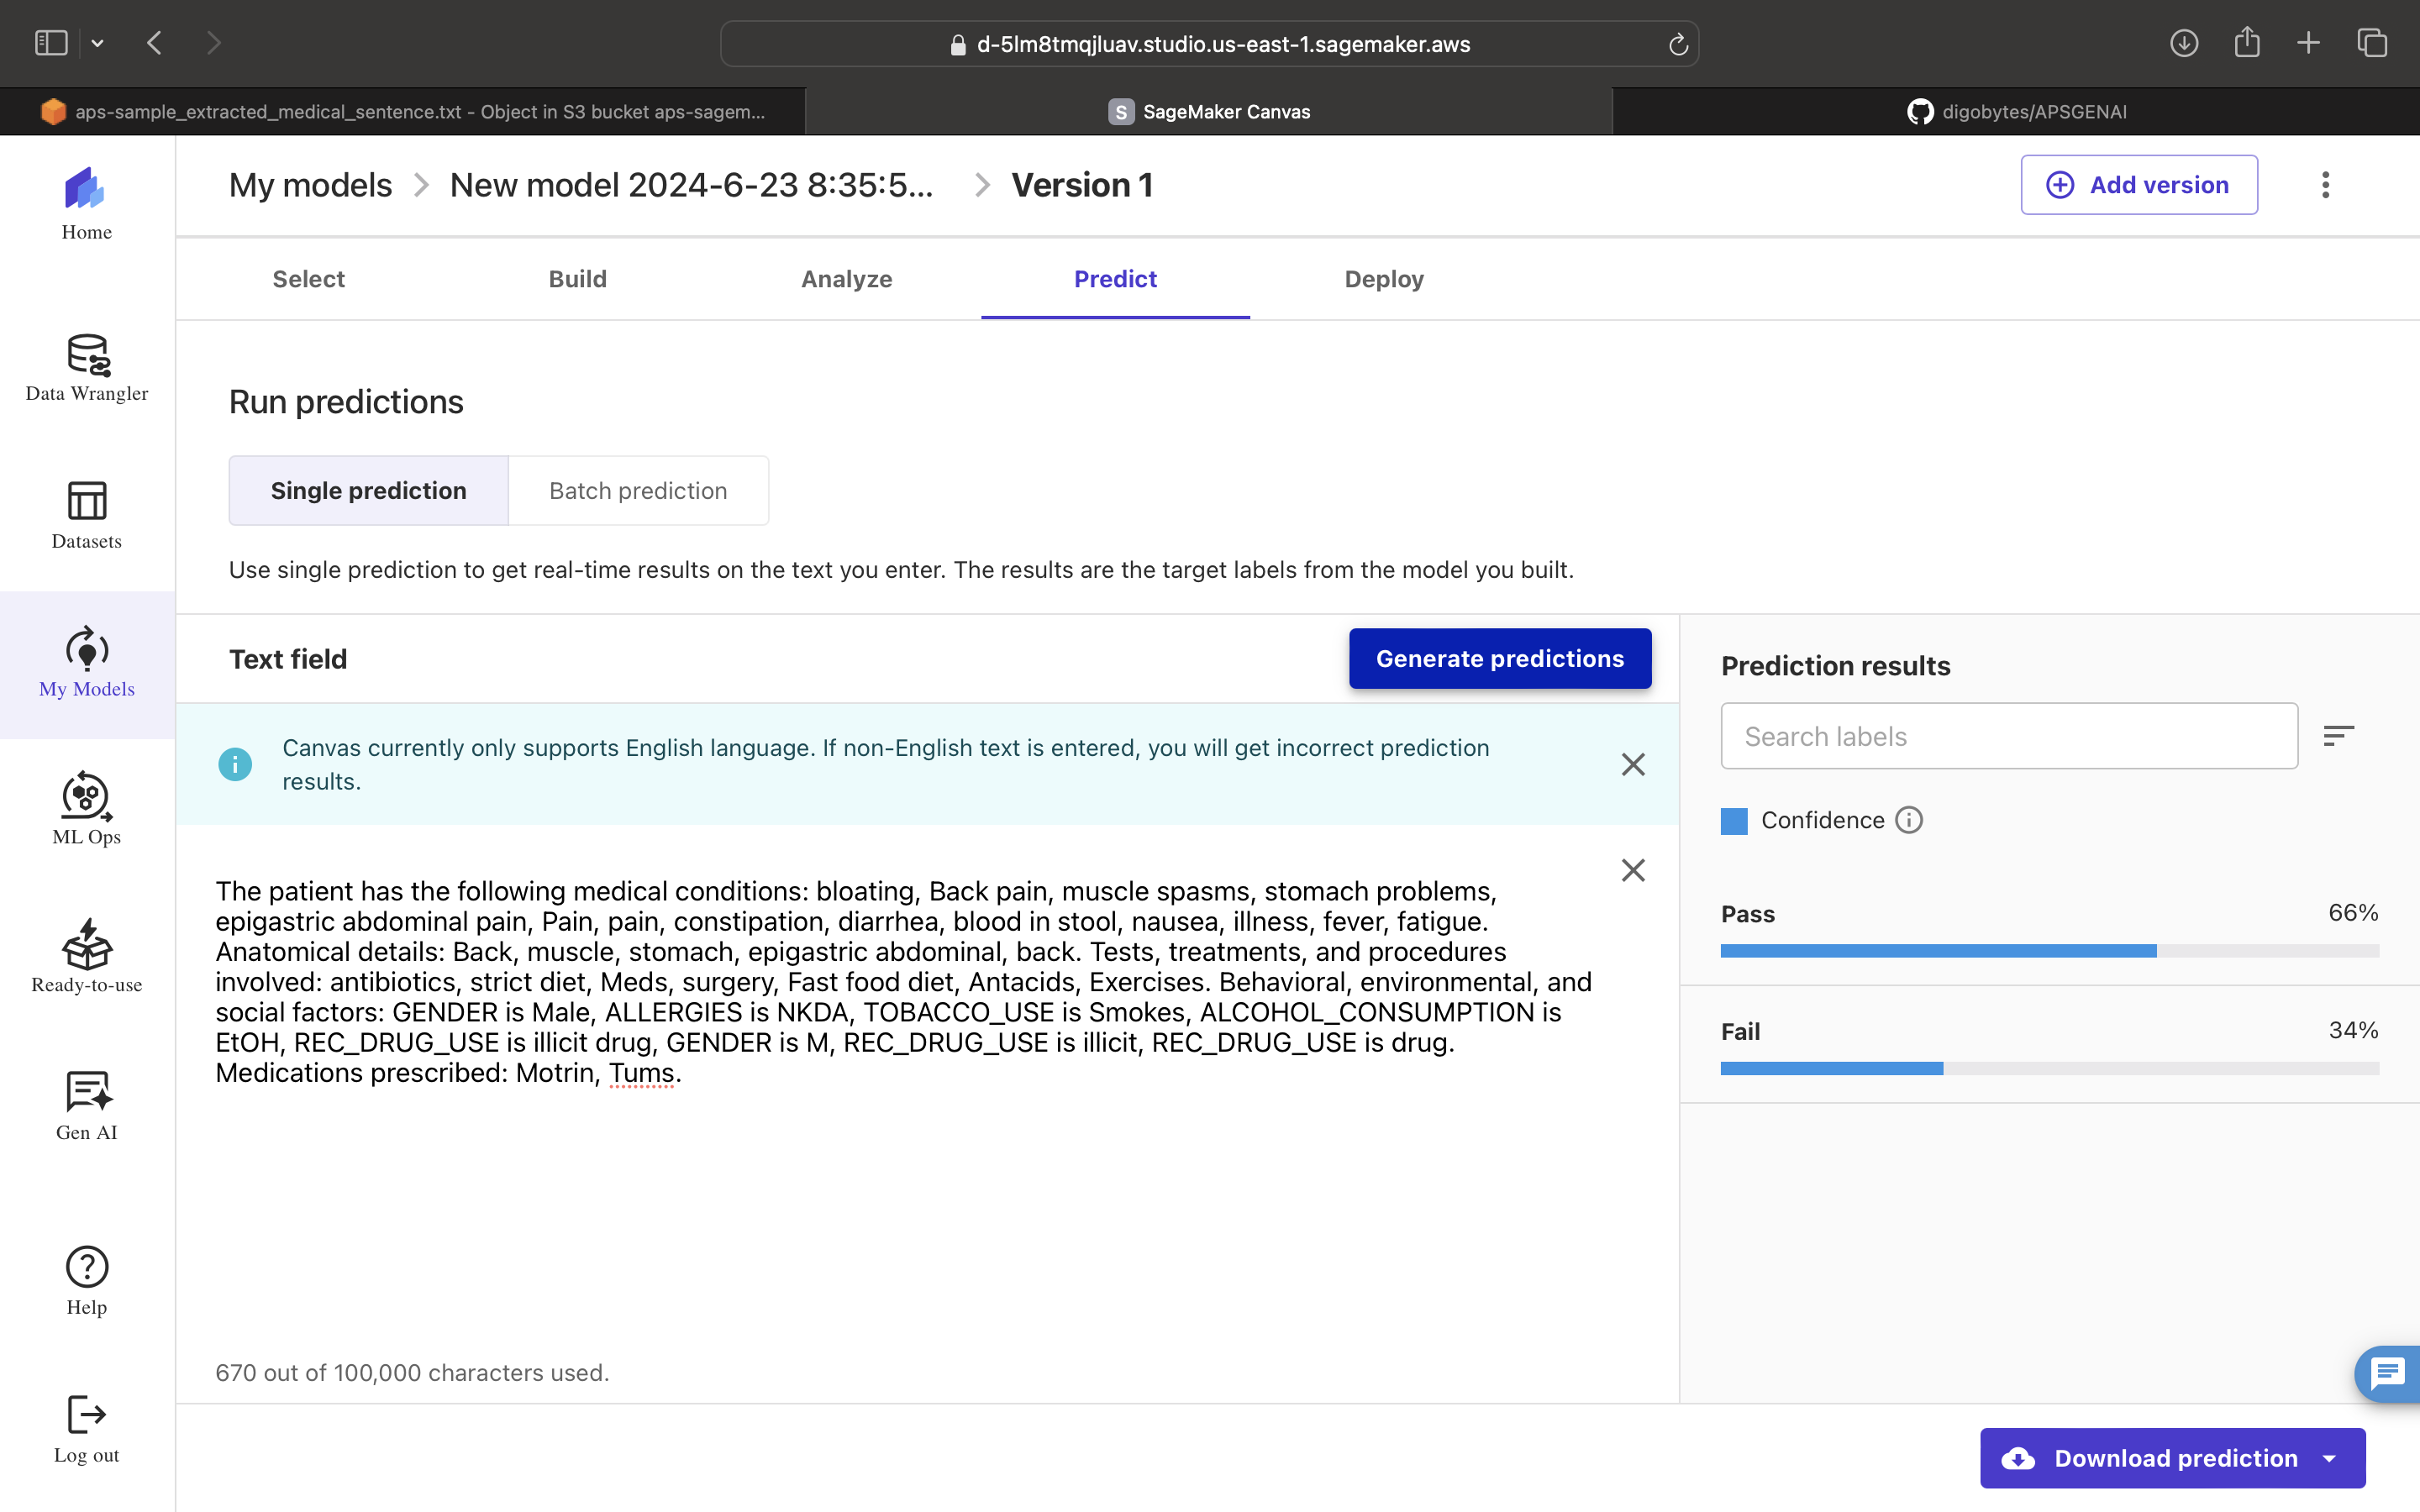 d-5lm8tmqjluav.studio.us-east-1.sagemaker.aws
aps-sample_extracted_medical_sentence.txt - Object in S3 bucket aps-sagem...
S SageMaker Canvas
digobytes/APSGENAI
Home
Data Wrangler
Datasets
My Models
ML Ops
Ready-to-use
Gen AI
Help
Log out
My models > New model 2024-6-23 8:35:5... > Version 1
Add version
Select Build Analyze Predict Deploy
Run predictions
Single prediction Batch prediction
Use single prediction to get real-time results on the text you enter. The results are the target labels from the model you built.
Text field
Generate predictions
Canvas currently only supports English language. If non-English text is entered, you will get incorrect prediction
results.
The patient has the following medical conditions: bloating, Back pain, muscle spasms, stomach problems,
epigastric abdominal pain, Pain, pain, constipation, diarrhea, blood in stool, nausea, illness, fever, fatigue.
Anatomical details: Back, muscle, stomach, epigastric abdominal, back. Tests, treatments, and procedures
involved: antibiotics, strict diet, Meds, surgery, Fast food diet, Antacids, Exercises. Behavioral, environmental, and
social factors: GENDER is Male, ALLERGIES is NKDA, TOBACCO_USE is Smokes, ALCOHOL_CONSUMPTION is
EtOH, REC_DRUG_USE is illicit drug, GENDER is M, REC_DRUG_USE is illicit, REC_DRUG_USE is drug.
Medications prescribed: Motrin, Tums.
670 out of 100,000 characters used.
Prediction results
Search labels
Confidence
Pass 66%
Fail 34%
Download prediction